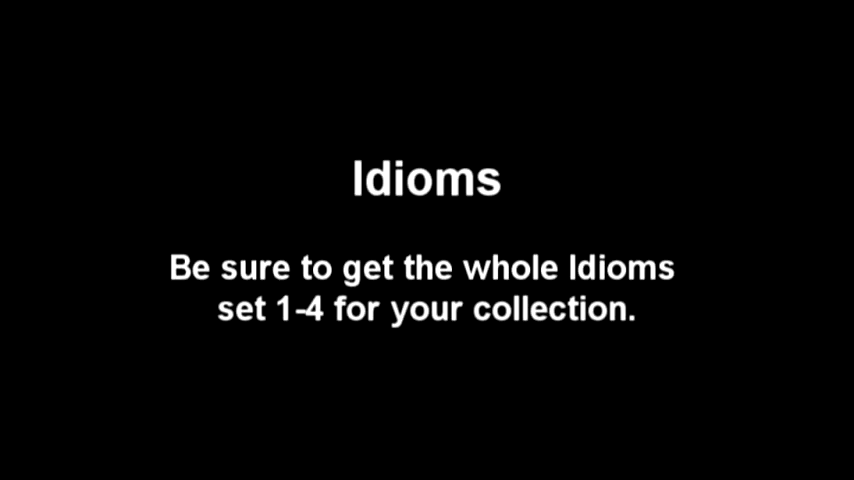 Idioms
Be sure to get the whole Idioms
set 1-4 for your collection.